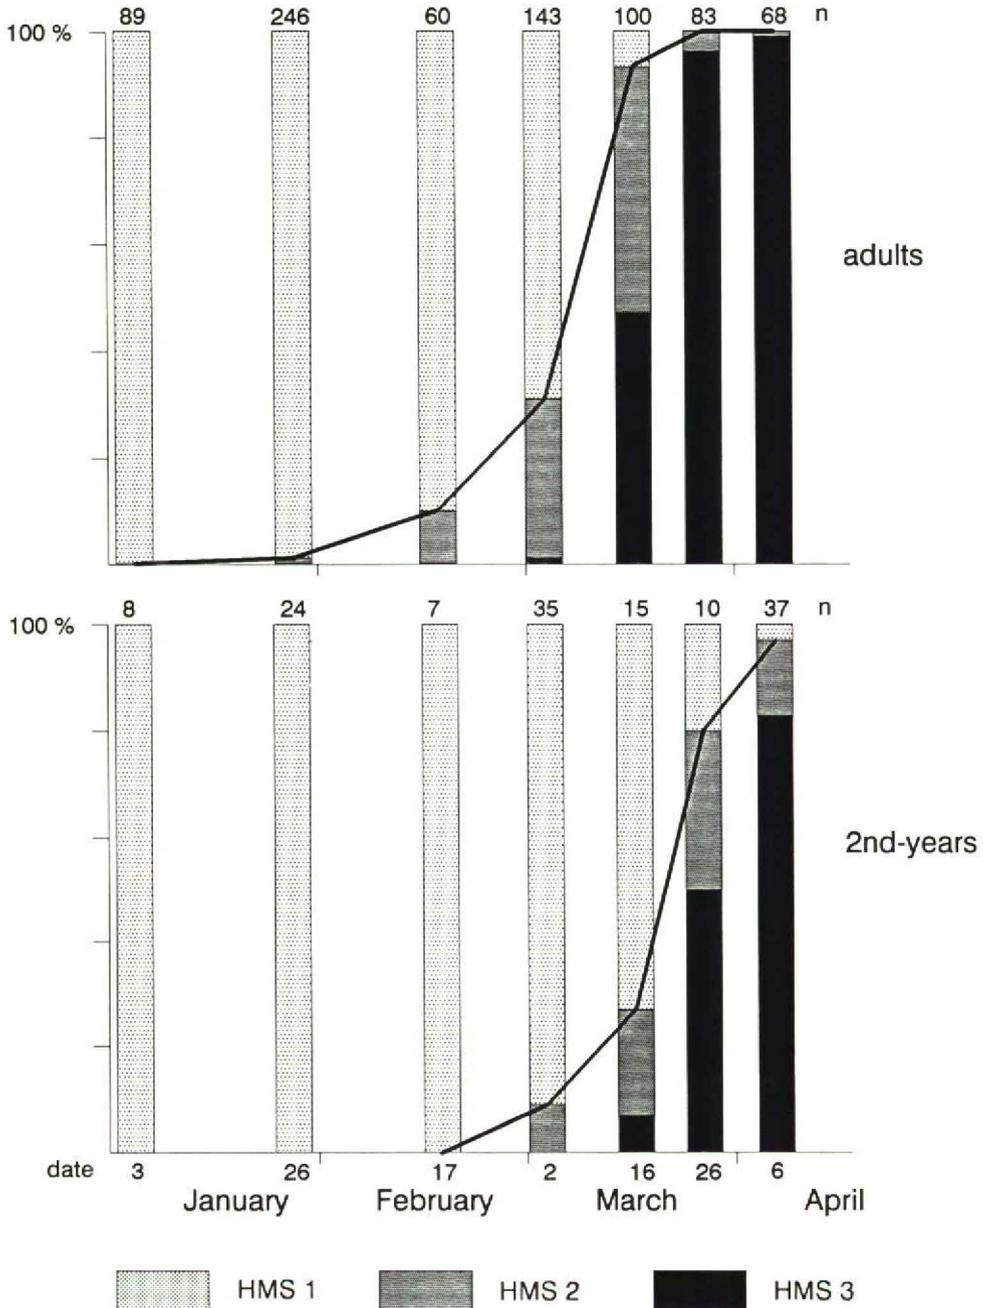 89 246 60 143 100 83 68 n
100 %
adults
8 24 7 35 15 10 37 n
100 %
2nd-years
date 3 26 17 2 16 26 6
January February March April
HMS 1 HMS 2 HMS 3